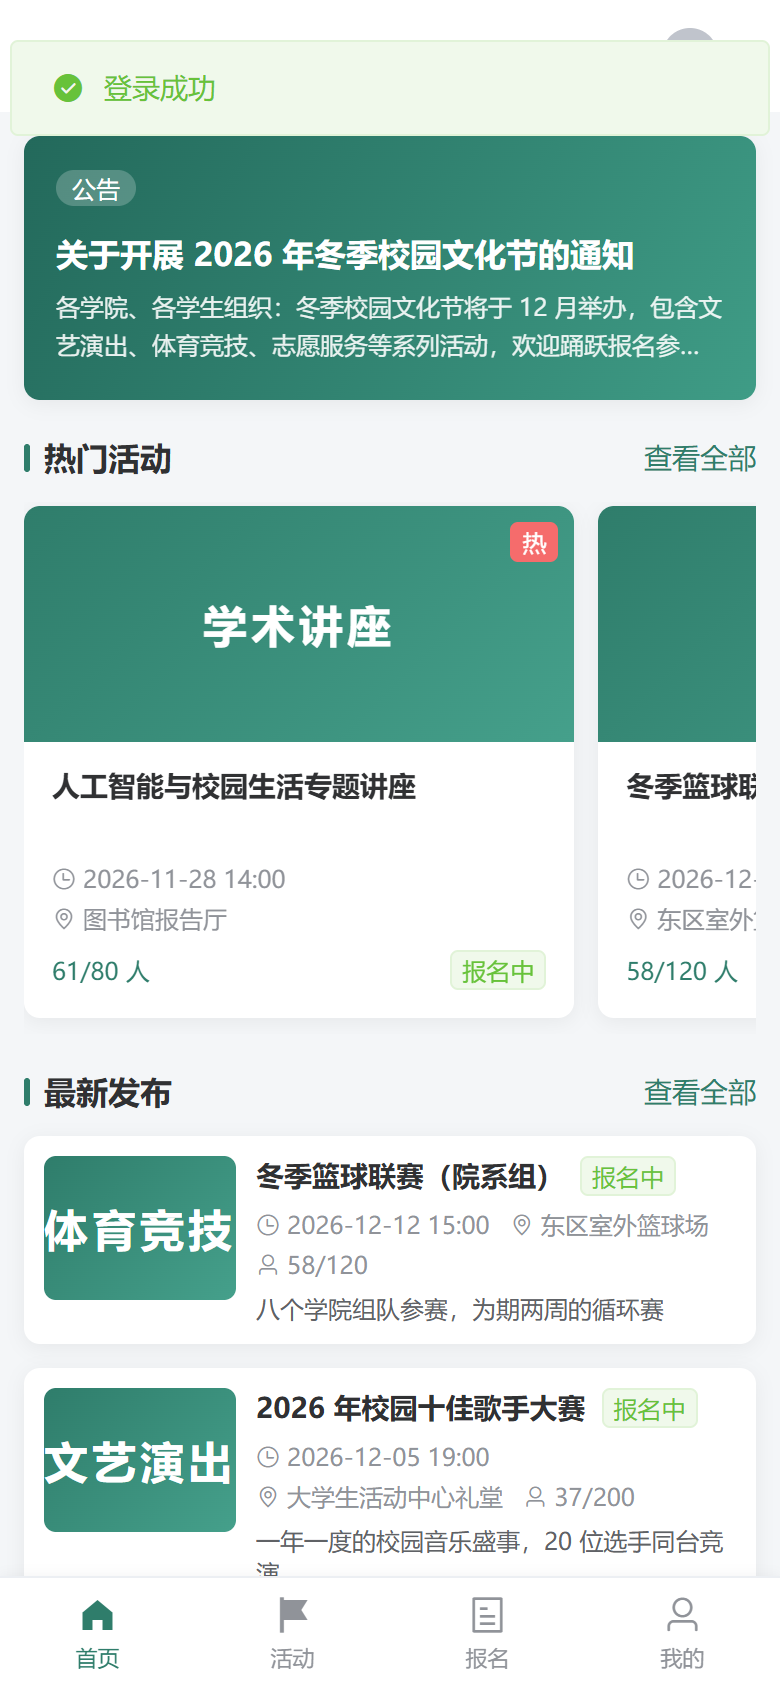 登录成功
公告
关于开展 2026 年冬季校园文化节的通知
各学院、各学生组织：冬季校园文化节将于 12 月举办，包含文
艺演出、体育竞技、志愿服务等系列活动，欢迎踊跃报名参...
热门活动
查看全部
热
学术讲座
人工智能与校园生活专题讲座
2026-11-28 14:00
图书馆报告厅
61/80 人
报名中
冬季篮球联
2026-12-
东区室外
58/120 人
最新发布
查看全部
体育竞技
冬季篮球联赛（院系组）
报名中
2026-12-12 15:00 东区室外篮球场
58/120
八个学院组队参赛，为期两周的循环赛
文艺演出
2026 年校园十佳歌手大赛
报名中
2026-12-05 19:00
大学生活动中心礼堂 37/200
一年一度的校园音乐盛事，20 位选手同台竞
演
首页
活动
报名
我的